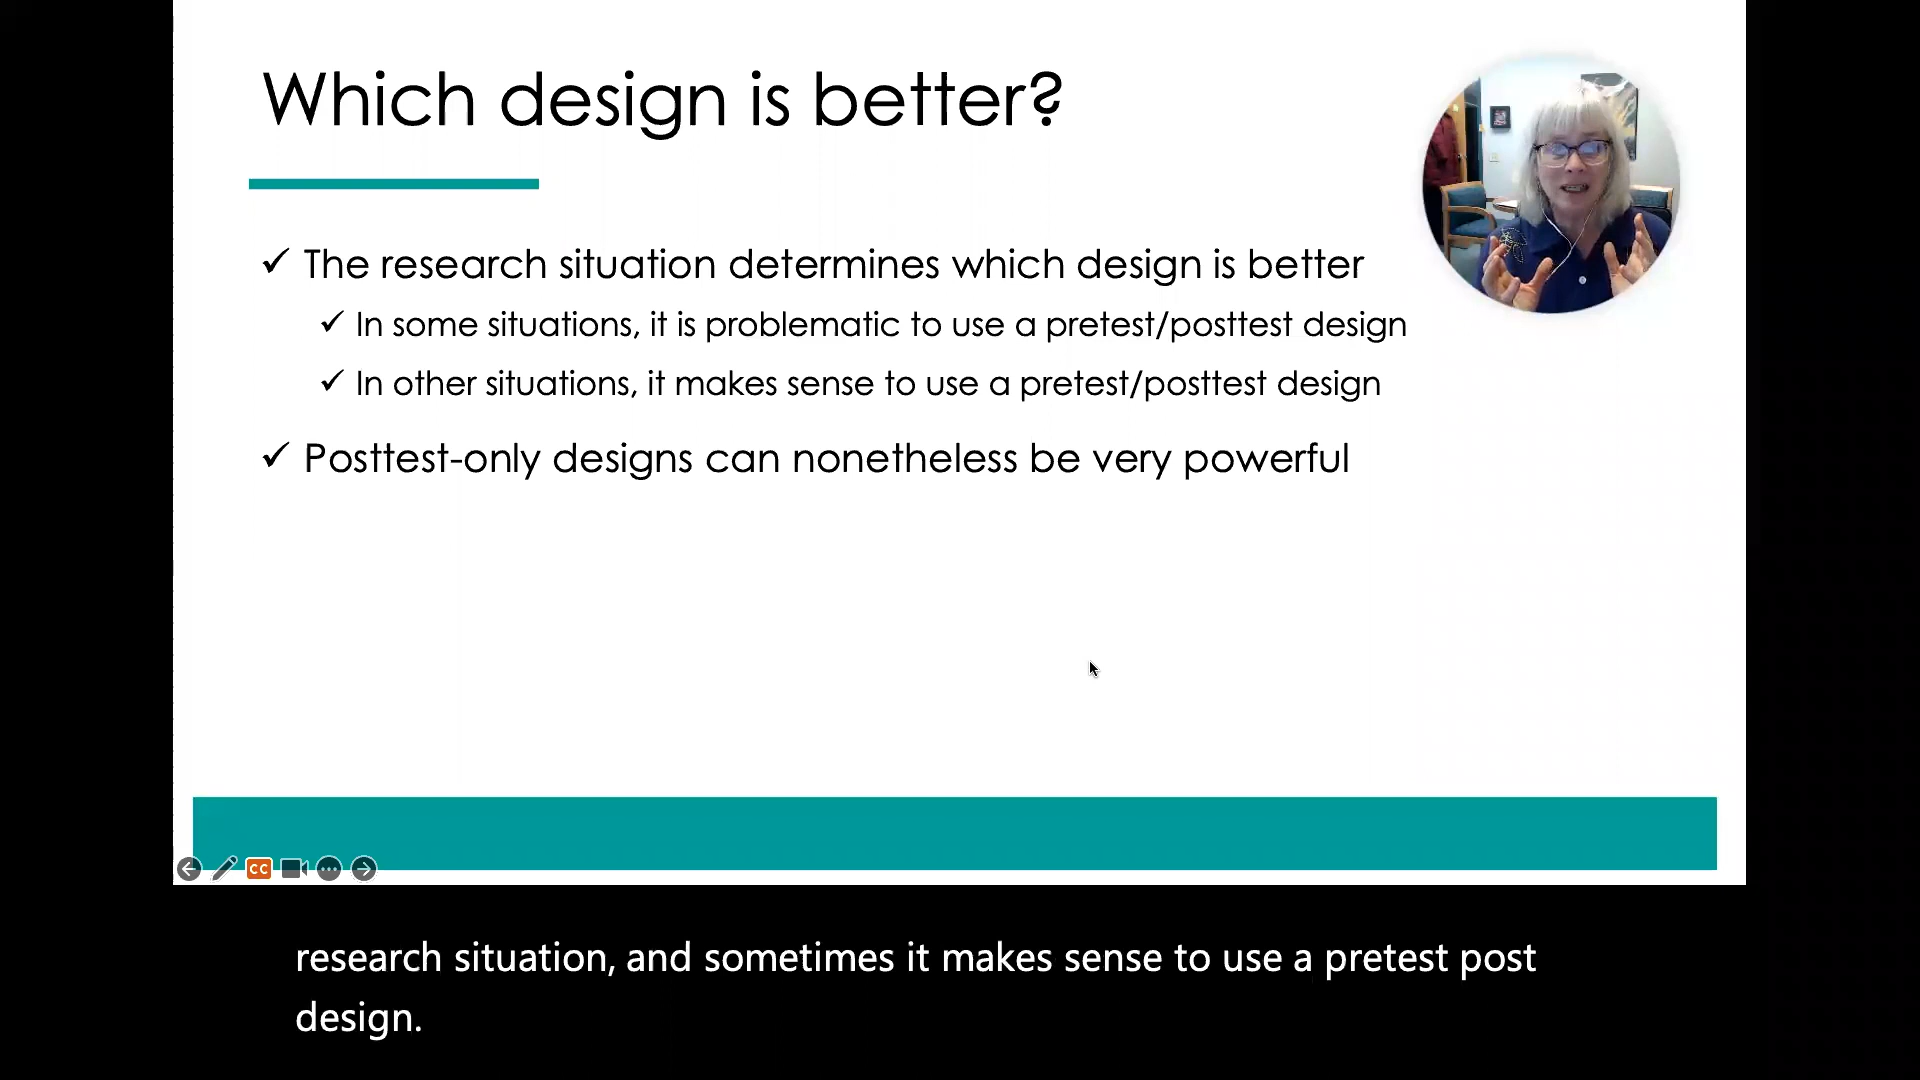 Which design is better?
✓ The research situation determines which design is better
✓ In some situations, it is problematic to use a pretest/posttest design
✓ In other situations, it makes sense to use a pretest/posttest design
✓ Posttest-only designs can nonetheless be very powerful
CC
research situation, and sometimes it makes sense to use a pretest post
design.